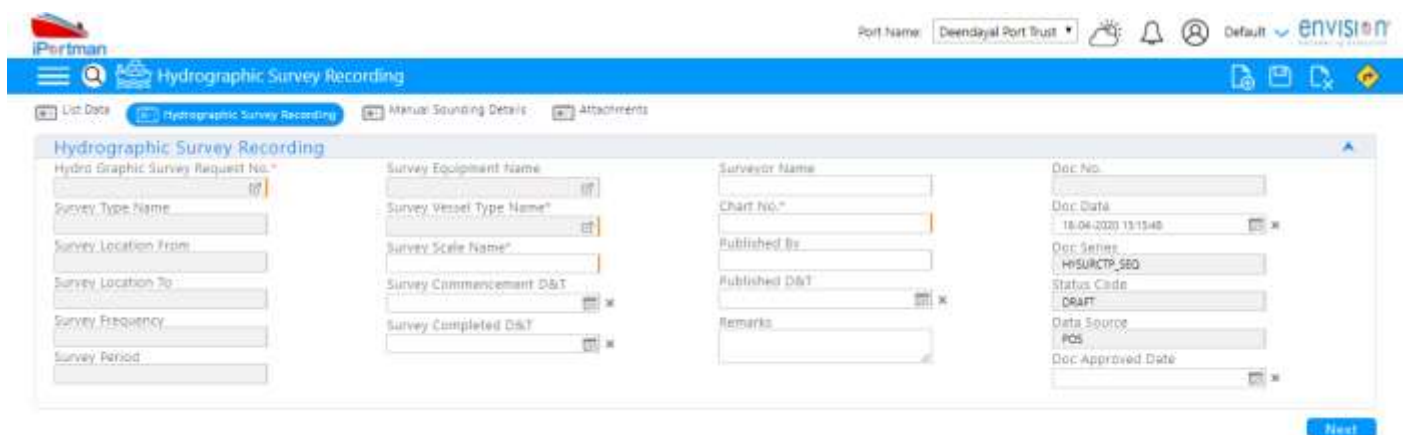 Port Name: Deendayal Port Trust Default envision
iPortman
Hydrographic Survey Recording
List Data Hydrographic Survey Recording Manual Sounding Details Attachments
Hydrographic Survey Recording
Hydro Graphic Survey Request No.* Survey Equipment Name Surveyor Name Doc No.
Survey Type Name Survey Vessel Type Name* Chart No.* Doc Date
18-04-2020 15:15:48
Survey Location From Survey Scale Name* Published By Doc Series
HYSURCTP_SEQ
Survey Location To Survey Commencement D&T Published D&T Status Code
DRAFT
Survey Frequency Survey Completed D&T Remarks Data Source
POS
Survey Period Doc Approved Date
Next